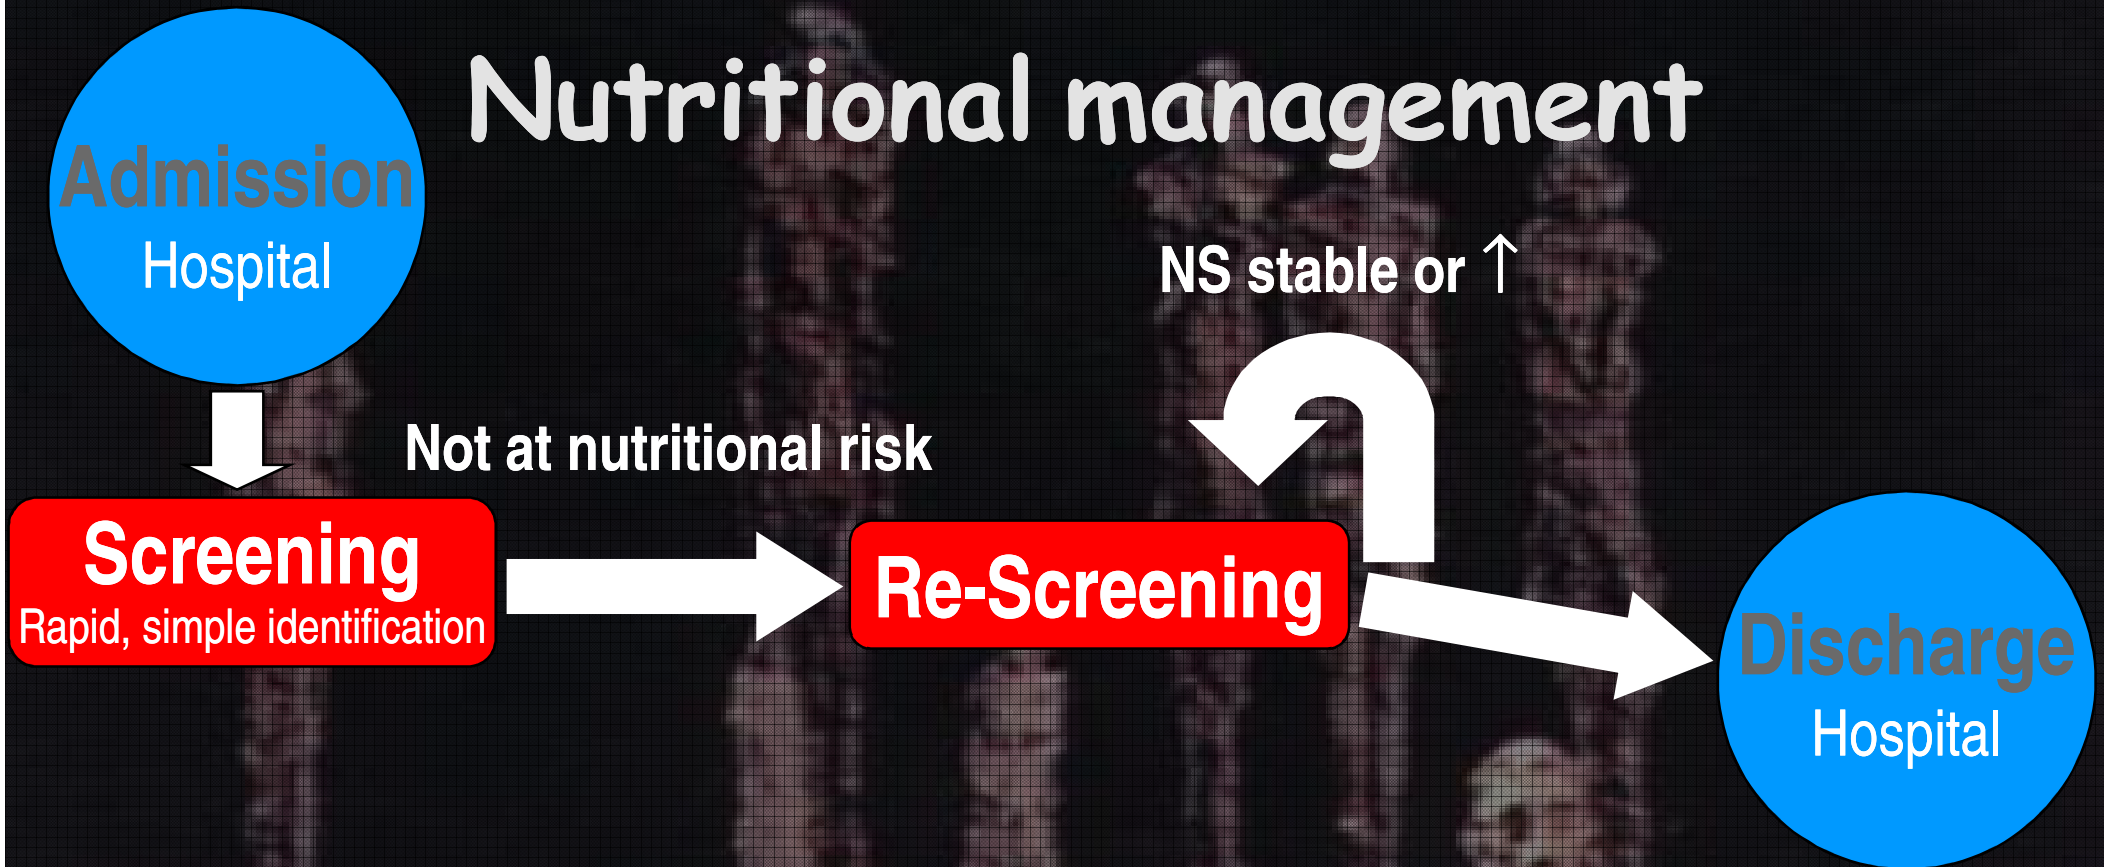 Nutritional management
Admission
Hospital
NS stable or ↑
Not at nutritional risk
Screening
Rapid, simple identification
Re-Screening
Discharge
Hospital